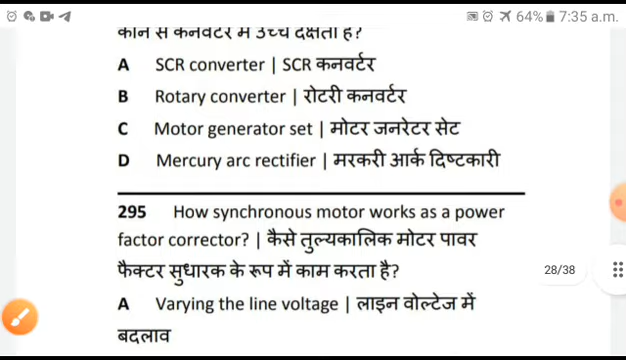 64% 7:35 a.m.
कौन से कनवर्टर में उच्च दक्षता है?
A SCR converter | SCR कनवर्टर
B Rotary converter | रोटरी कनवर्टर
C Motor generator set | मोटर जनरेटर सेट
D Mercury arc rectifier | मरकरी आर्क दिष्टकारी
295 How synchronous motor works as a power
factor corrector? | कैसे तुल्यकालिक मोटर पावर
फैक्टर सुधारक के रूप में काम करता है?
28/38
A Varying the line voltage | लाइन वोल्टेज में
बदलाव